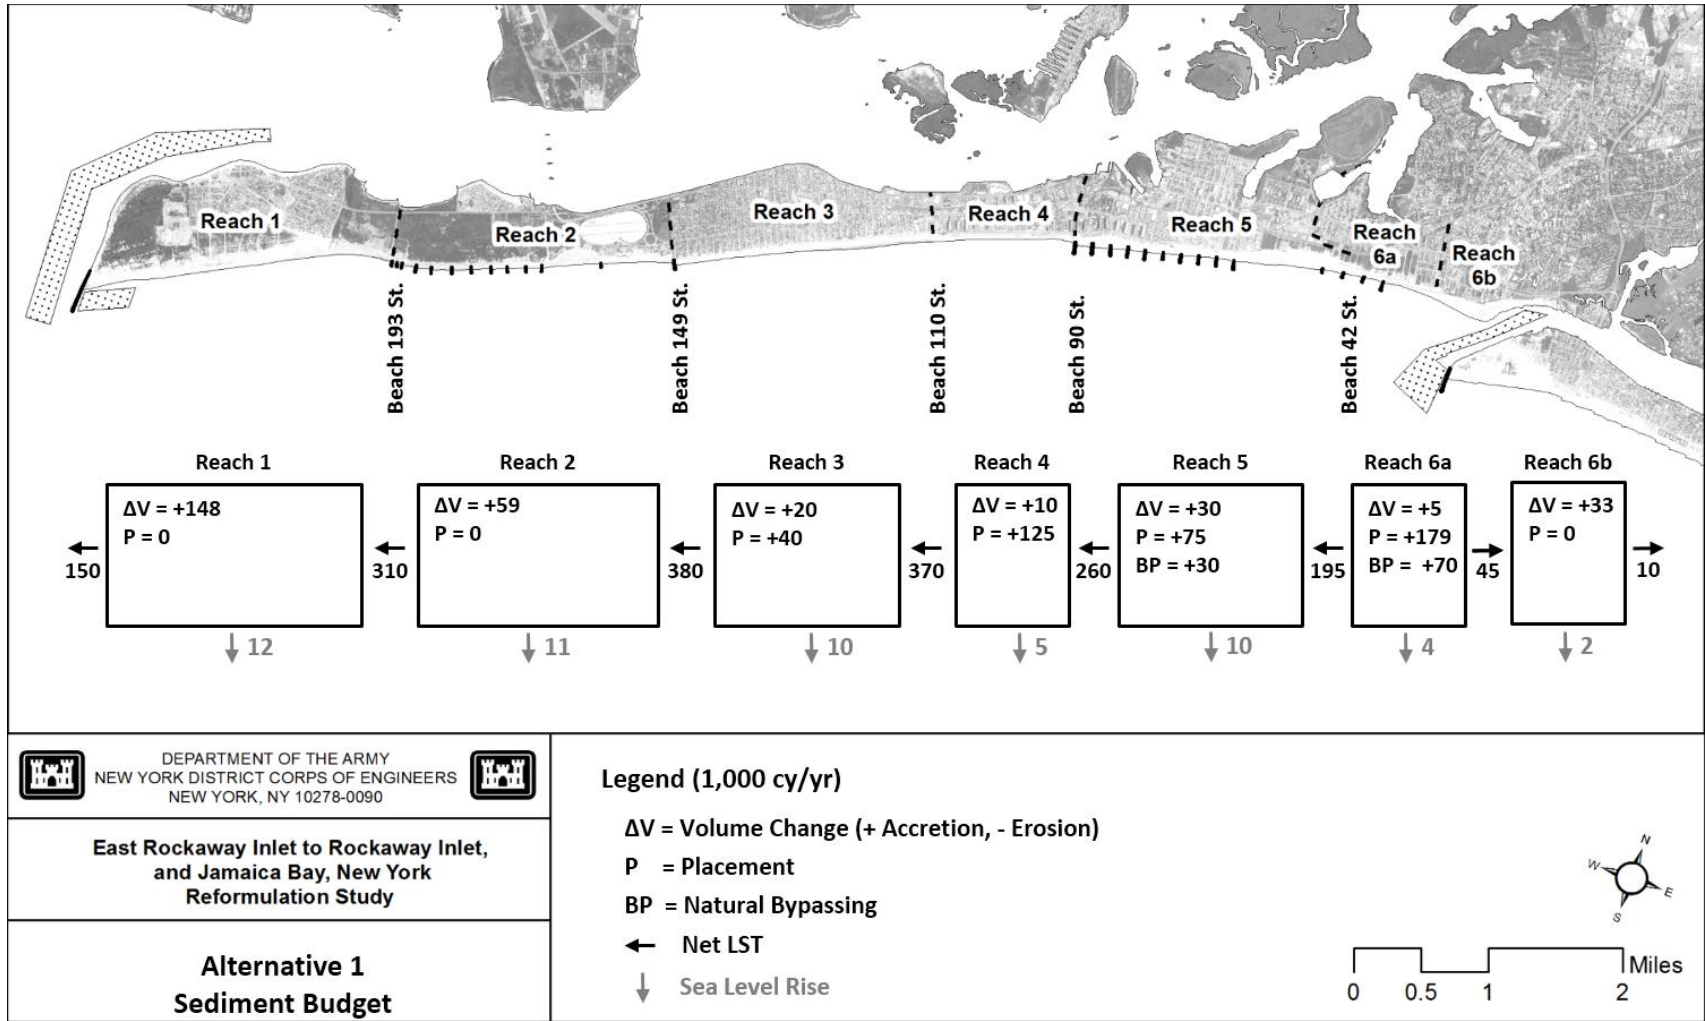 Reach 1
Reach 2
Reach 3
Reach 4
Reach 5
Reach
6a
Reach
6b
Beach 193 St.
Beach 149 St.
Beach 110 St.
Beach 90 St.
Beach 42 St.
Reach 1
Reach 2
Reach 3
Reach 4
Reach 5
Reach 6a
Reach 6b
ΔV = +148
P = 0
ΔV = +59
P = 0
ΔV = +20
P = +40
ΔV = +10
P = +125
ΔV = +30
P = +75
BP = +30
ΔV = +5
P = +179
BP = +70
ΔV = +33
P = 0
150
310
380
370
260
195
45
10
12
11
10
5
10
4
2
DEPARTMENT OF THE ARMY
NEW YORK DISTRICT CORPS OF ENGINEERS
NEW YORK, NY 10278-0090
East Rockaway Inlet to Rockaway Inlet,
and Jamaica Bay, New York
Reformulation Study
Alternative 1
Sediment Budget
Legend (1,000 cy/yr)
ΔV = Volume Change (+ Accretion, - Erosion)
P = Placement
BP = Natural Bypassing
Net LST
Sea Level Rise
N
W
E
S
Miles
0 0.5 1 2